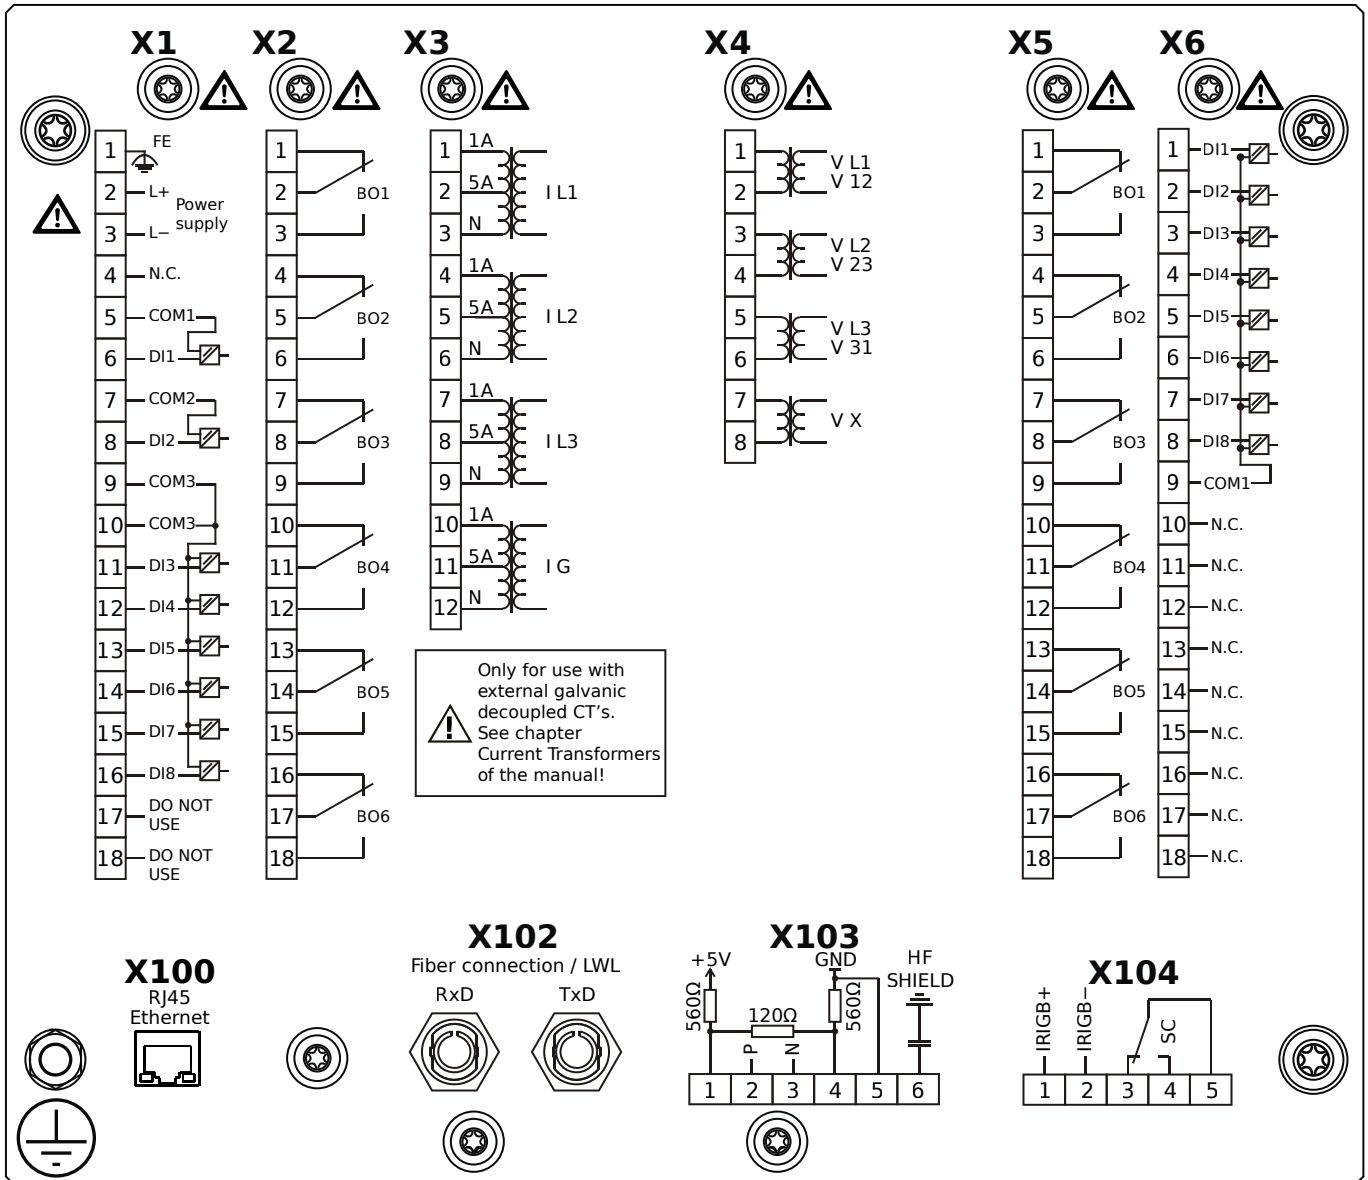 X1
X2
X3
X4
X5
X6
1 FE
2 L+
Power
supply
3 L−
4 N.C.
5 COM1
6 DI1
7 COM2
8 DI2
9 COM3
10 COM3
11 DI3
12 DI4
13 DI5
14 DI6
15 DI7
16 DI8
17 DO NOT
USE
18 DO NOT
USE
1
2 BO1
3
4
5 BO2
6
7
8 BO3
9
10
11 BO4
12
13
14 BO5
15
16
17 BO6
18
1 1A
2 5A I L1
3 N
4 1A
5 5A I L2
6 N
7 1A
8 5A I L3
9 N
10 1A
11 5A I G
12 N
Only for use with
external galvanic
decoupled CT's.
See chapter
Current Transformers
of the manual!
1 V L1
2 V 12
3 V L2
4 V 23
5 V L3
6 V 31
7 V X
8
1
2 BO1
3
4
5 BO2
6
7
8 BO3
9
10
11 BO4
12
13
14 BO5
15
16
17 BO6
18
1 DI1
2 DI2
3 DI3
4 DI4
5 DI5
6 DI6
7 DI7
8 DI8
9 COM1
10 N.C.
11 N.C.
12 N.C.
13 N.C.
14 N.C.
15 N.C.
16 N.C.
17 N.C.
18 N.C.
X100
RJ45
Ethernet
X102
Fiber connection / LWL
RxD TxD
X103
+5V GND HF
SHIELD
560Ω 120Ω 560Ω
P N
1 2 3 4 5 6
X104
IRIGB+ IRIGB− SC
1 2 3 4 5